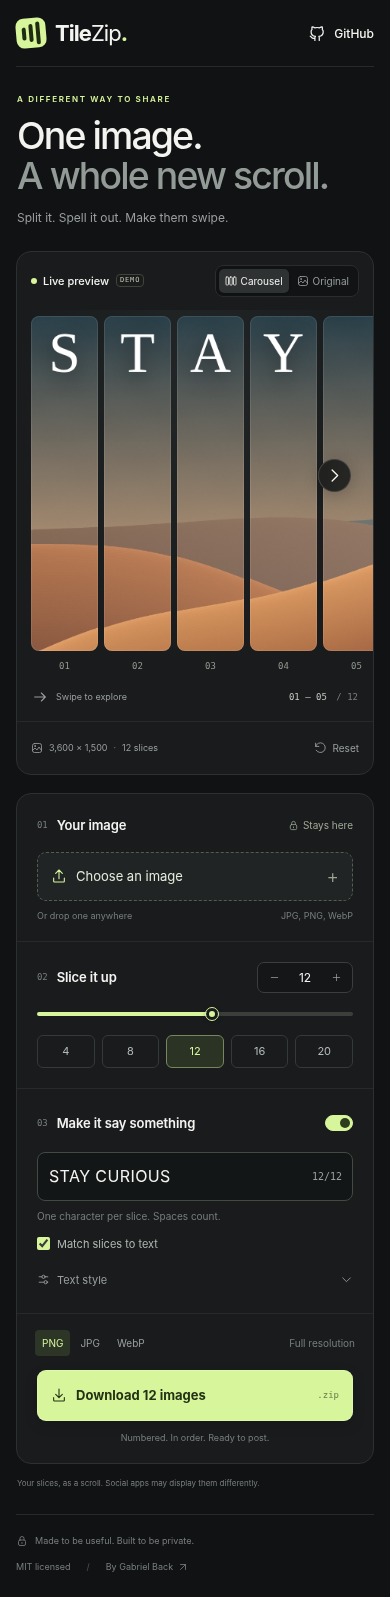 TileZip.
GitHub
A DIFFERENT WAY TO SHARE
One image.
A whole new scroll.
Split it. Spell it out. Make them swipe.
Live preview DEMO
Carousel Original
S T A Y
01 02 03 04 05
Swipe to explore 01 — 05 / 12
3,600 × 1,500 · 12 slices Reset
01 Your image Stays here
Choose an image +
Or drop one anywhere JPG, PNG, WebP
02 Slice it up − 12 +
4 8 12 16 20
03 Make it say something
STAY CURIOUS 12/12
One character per slice. Spaces count.
Match slices to text
Text style
PNG JPG WebP Full resolution
Download 12 images .zip
Numbered. In order. Ready to post.
Your slices, as a scroll. Social apps may display them differently.
Made to be useful. Built to be private.
MIT licensed / By Gabriel Back